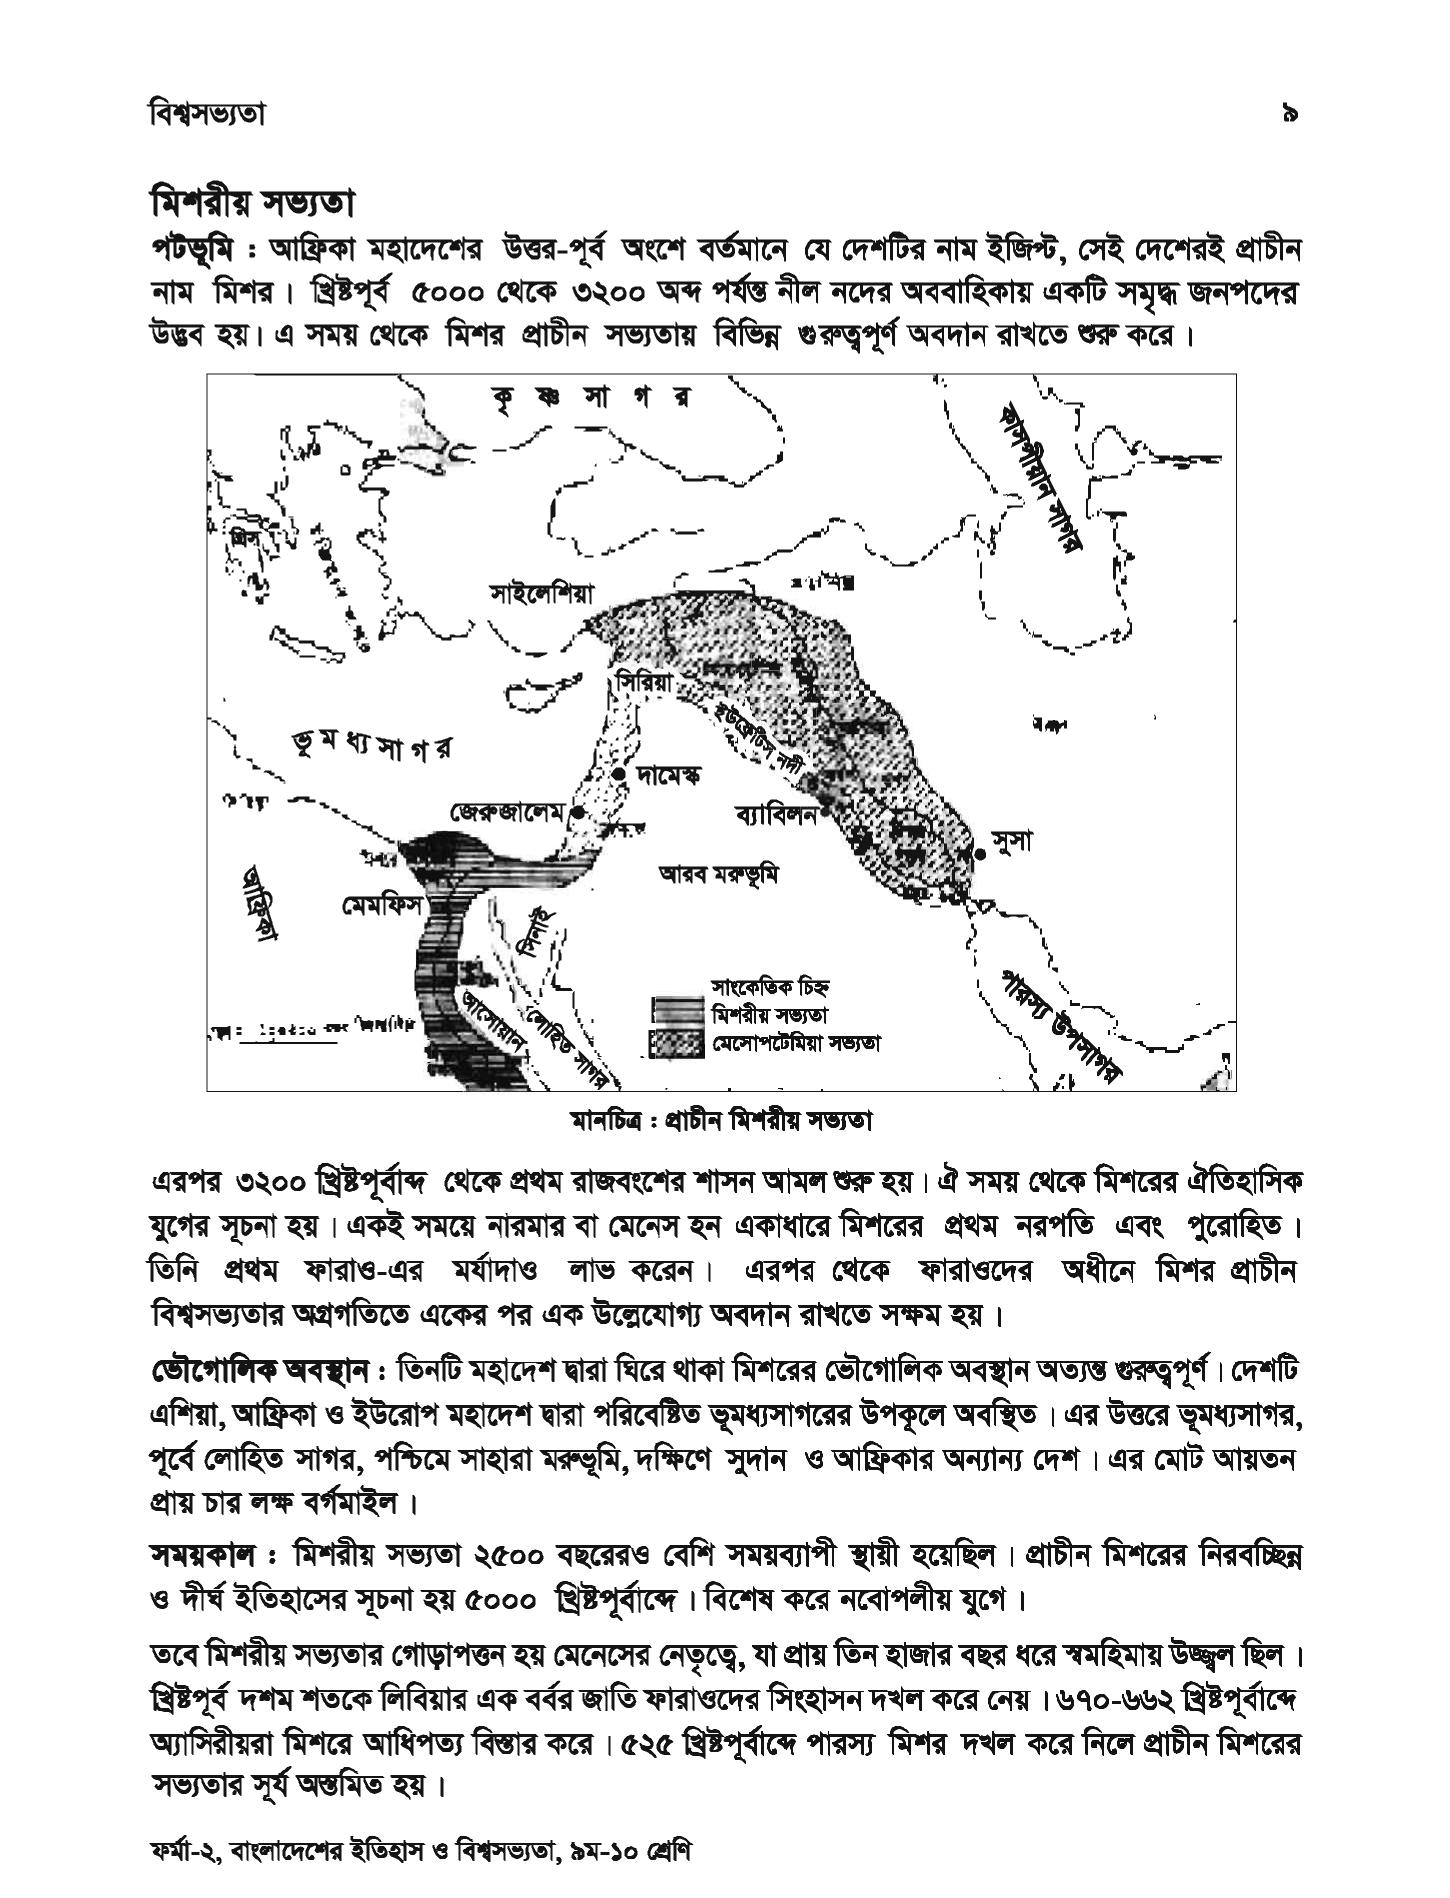 বিশ্বসভ্যতা ৯
মিশরীয় সভ্যতা
পটভূমি : আফ্রিকা মহাদেশের উত্তর-পূর্ব অংশে বর্তমানে যে দেশটির নাম ইজিপ্ট, সেই দেশেরই প্রাচীন
নাম মিশর। খ্রিষ্টপূর্ব ৫০০০ থেকে ৩২০০ অব্দ পর্যন্ত নীল নদের অববাহিকায় একটি সমৃদ্ধ জনপদের
উদ্ভব হয়। এ সময় থেকে মিশর প্রাচীন সভ্যতায় বিভিন্ন গুরুত্বপূর্ণ অবদান রাখতে শুরু করে।
কৃষ্ণ সাগর
কাসপীয়ান সাগর
গ্রিস
সাইলেশিয়া
সিরিয়া
ইউফ্রেটিস নদী
ভূমধ্যসাগর
দামেস্ক
জেরুজালেম
ব্যাবিলন
সুসা
আরব মরুভূমি
আফ্রিকা
মেমফিস
সিনাই
আসোয়ান
লোহিত সাগর
পারস্য উপসাগর
সাংকেতিক চিহ্ন
মিশরীয় সভ্যতা
মেসোপটেমিয়া সভ্যতা
মানচিত্র : প্রাচীন মিশরীয় সভ্যতা
এরপর ৩২০০ খ্রিষ্টপূর্বাব্দ থেকে প্রথম রাজবংশের শাসন আমল শুরু হয়। ঐ সময় থেকে মিশরের ঐতিহাসিক
যুগের সূচনা হয়। একই সময়ে নারমার বা মেনেস হন একাধারে মিশরের প্রথম নরপতি এবং পুরোহিত।
তিনি প্রথম ফারাও-এর মর্যাদাও লাভ করেন। এরপর থেকে ফারাওদের অধীনে মিশর প্রাচীন
বিশ্বসভ্যতার অগ্রগতিতে একের পর এক উল্লেযোগ্য অবদান রাখতে সক্ষম হয়।
ভৌগোলিক অবস্থান : তিনটি মহাদেশ দ্বারা ঘিরে থাকা মিশরের ভৌগোলিক অবস্থান অত্যন্ত গুরুত্বপূর্ণ। দেশটি
এশিয়া, আফ্রিকা ও ইউরোপ মহাদেশ দ্বারা পরিবেষ্টিত ভূমধ্যসাগরের উপকূলে অবস্থিত। এর উত্তরে ভূমধ্যসাগর,
পূর্বে লোহিত সাগর, পশ্চিমে সাহারা মরুভূমি, দক্ষিণে সুদান ও আফ্রিকার অন্যান্য দেশ। এর মোট আয়তন
প্রায় চার লক্ষ বর্গমাইল।
সময়কাল : মিশরীয় সভ্যতা ২৫০০ বছরেরও বেশি সময়ব্যাপী স্থায়ী হয়েছিল। প্রাচীন মিশরের নিরবচ্ছিন্ন
ও দীর্ঘ ইতিহাসের সূচনা হয় ৫০০০ খ্রিষ্টপূর্বাব্দে। বিশেষ করে নবোপলীয় যুগে।
তবে মিশরীয় সভ্যতার গোড়াপত্তন হয় মেনেসের নেতৃত্বে, যা প্রায় তিন হাজার বছর ধরে স্বমহিমায় উজ্জ্বল ছিল।
খ্রিষ্টপূর্ব দশম শতকে লিবিয়ার এক বর্বর জাতি ফারাওদের সিংহাসন দখল করে নেয়। ৬৭০-৬৬২ খ্রিষ্টপূর্বাব্দে
অ্যাসিরীয়রা মিশরে আধিপত্য বিস্তার করে। ৫২৫ খ্রিষ্টপূর্বাব্দে পারস্য মিশর দখল করে নিলে প্রাচীন মিশরের
সভ্যতার সূর্য অস্তমিত হয়।
ফর্মা-২, বাংলাদেশের ইতিহাস ও বিশ্বসভ্যতা, ৯ম-১০ শ্রেণি